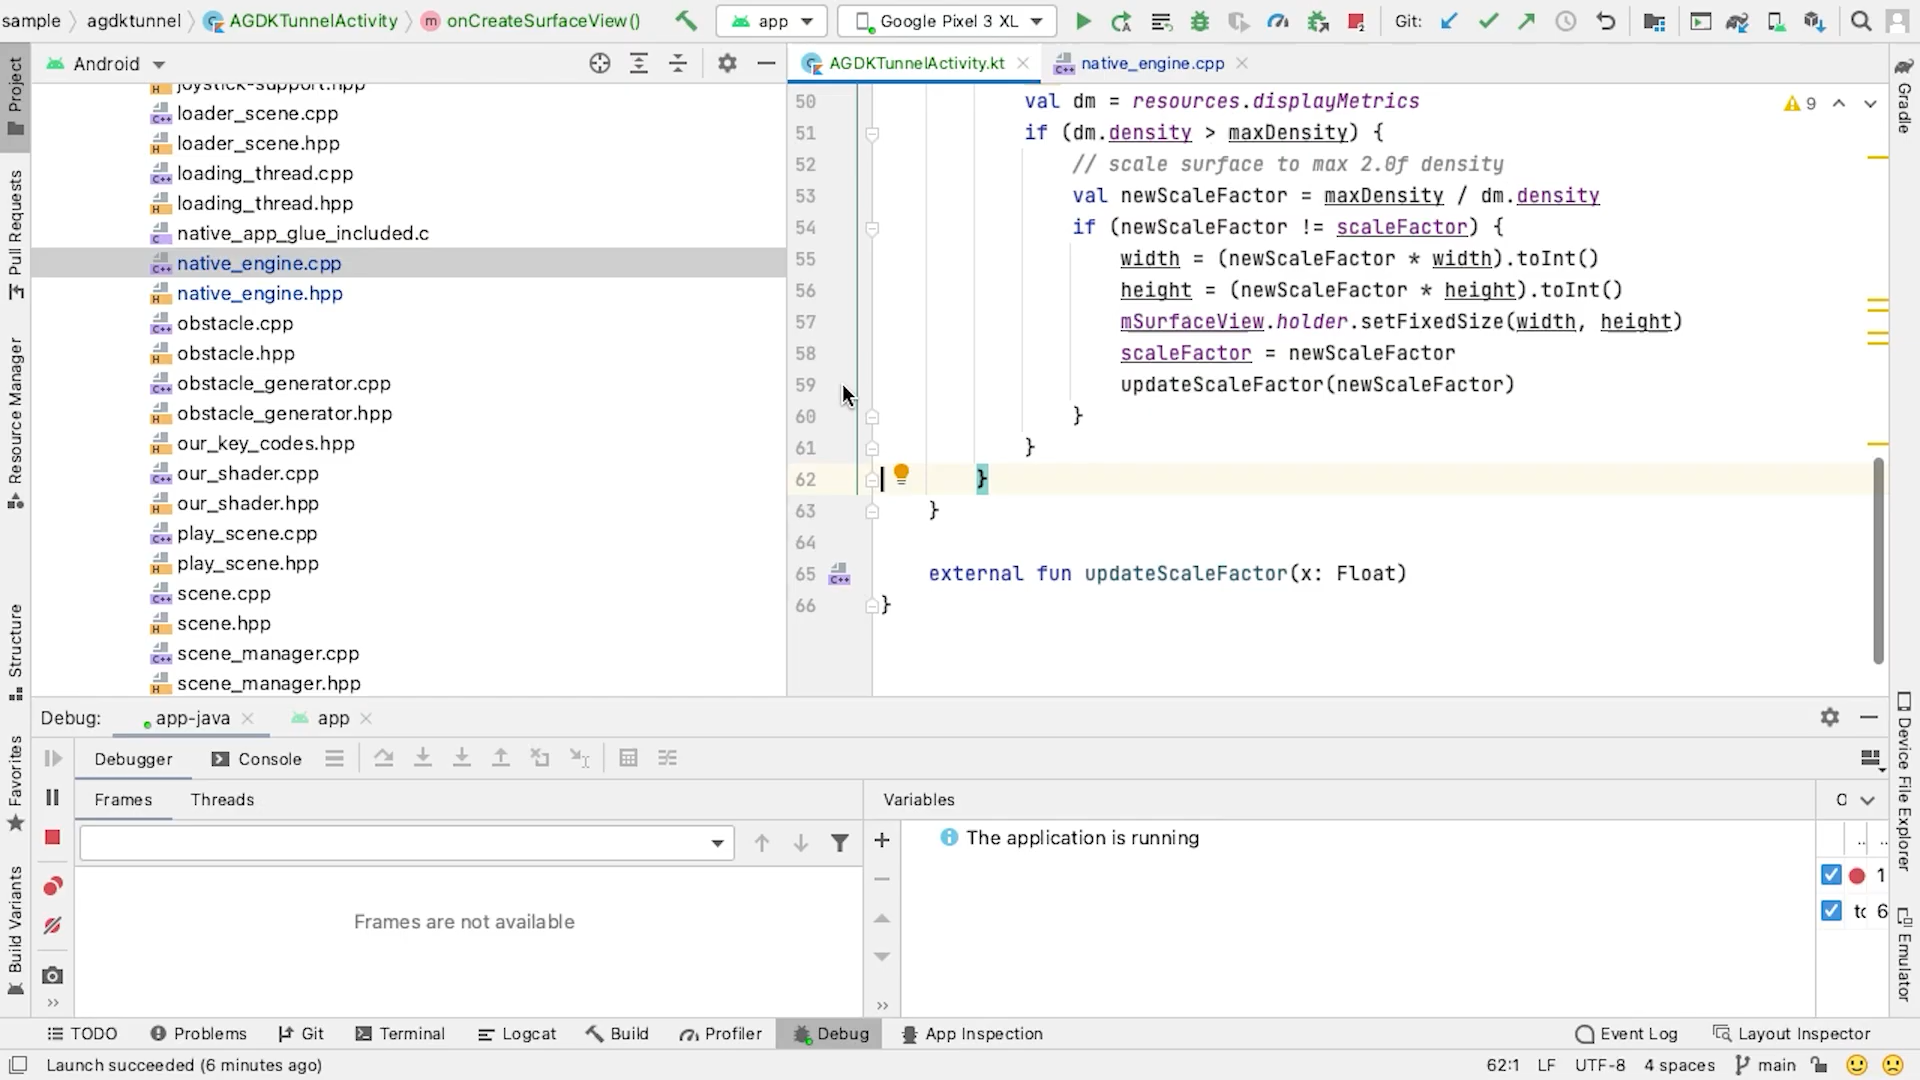 sample
agdktunnel
AGDKTunnelActivity
onCreateSurfaceView()
app
Google Pixel 3 XL
Git:
Project
Pull Requests
Resource Manager
Structure
Favorites
Build Variants
Android
joystick-support.hpp
loader_scene.cpp
loader_scene.hpp
loading_thread.cpp
loading_thread.hpp
native_app_glue_included.c
native_engine.cpp
native_engine.hpp
obstacle.cpp
obstacle.hpp
obstacle_generator.cpp
obstacle_generator.hpp
our_key_codes.hpp
our_shader.cpp
our_shader.hpp
play_scene.cpp
play_scene.hpp
scene.cpp
scene.hpp
scene_manager.cpp
scene_manager.hpp
AGDKTunnelActivity.kt
native_engine.cpp
9
50 val dm = resources.displayMetrics
51 if (dm.density > maxDensity) {
52 // scale surface to max 2.0f density
53 val newScaleFactor = maxDensity / dm.density
54 if (newScaleFactor != scaleFactor) {
55 width = (newScaleFactor * width).toInt()
56 height = (newScaleFactor * height).toInt()
57 mSurfaceView.holder.setFixedSize(width, height)
58 scaleFactor = newScaleFactor
59 updateScaleFactor(newScaleFactor)
60 }
61 }
62 }
63 }
64
65 external fun updateScaleFactor(x: Float)
66 }
Gradle
Device File Explorer
Emulator
Debug:
app-java
app
Debugger
Console
Frames
Threads
Frames are not available
Variables
The application is running
1
6
TODO
Problems
Git
Terminal
Logcat
Build
Profiler
Debug
App Inspection
Event Log
Layout Inspector
Launch succeeded (6 minutes ago)
62:1
LF
UTF-8
4 spaces
main